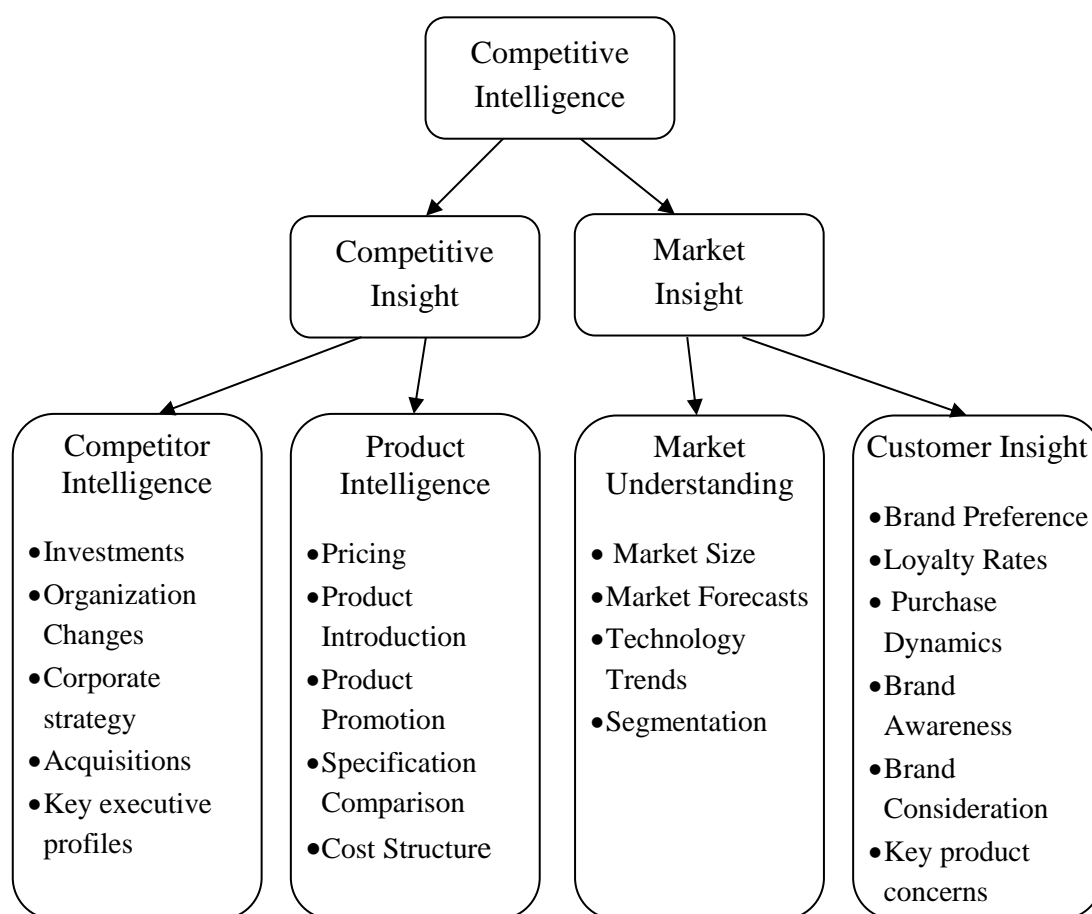 Competitive
Intelligence
Competitive
Insight
Market
Insight
Competitor
Intelligence
•Investments
•Organization
Changes
•Corporate
strategy
•Acquisitions
•Key executive
profiles
Product
Intelligence
•Pricing
•Product
Introduction
•Product
Promotion
•Specification
Comparison
•Cost Structure
Market
Understanding
• Market Size
•Market Forecasts
•Technology
Trends
•Segmentation
Customer Insight
•Brand Preference
•Loyalty Rates
• Purchase
Dynamics
•Brand
Awareness
•Brand
Consideration
•Key product
concerns